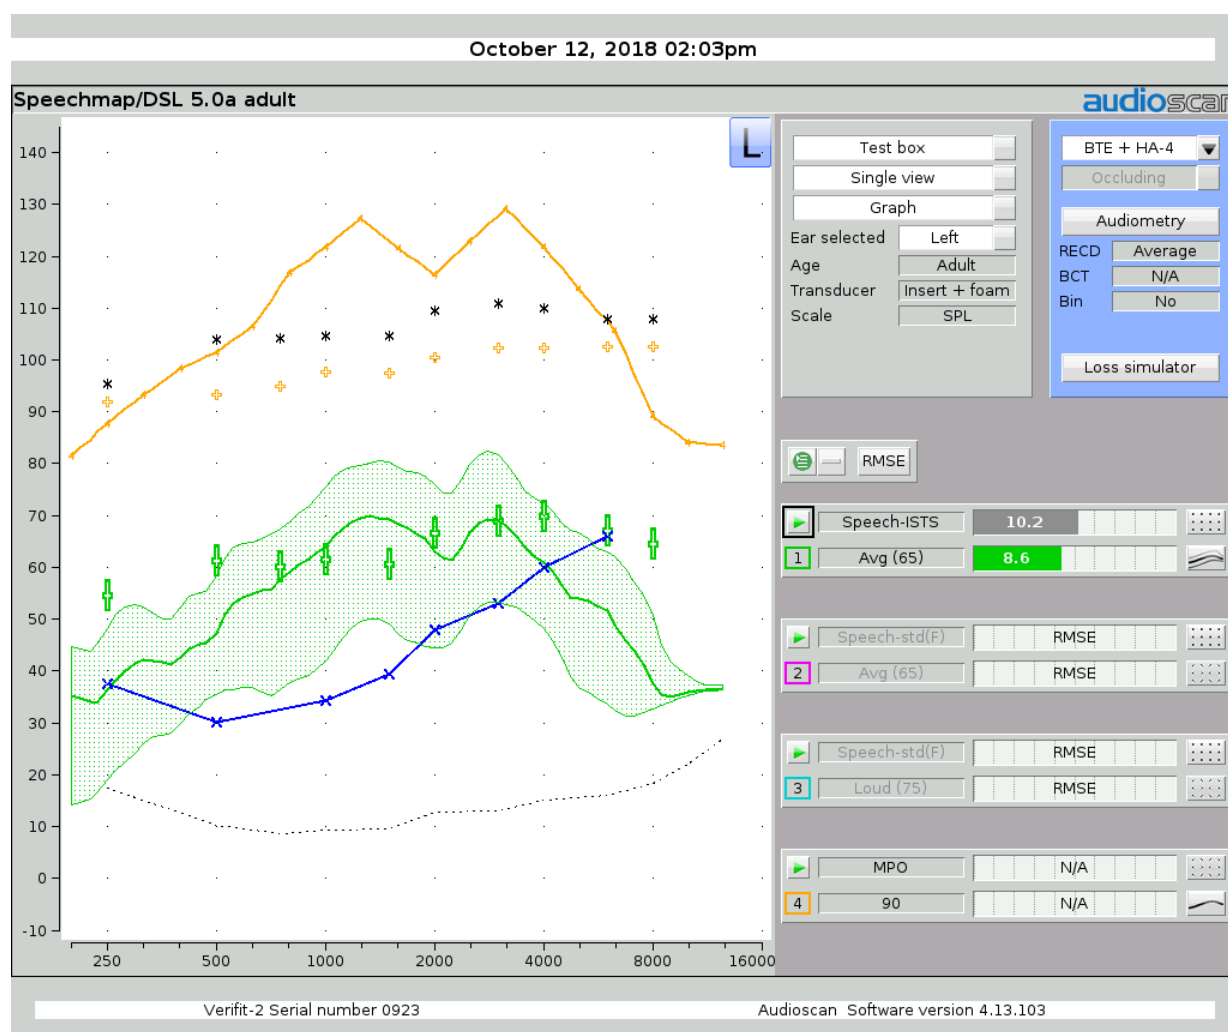 October 12, 2018 02:03pm
Speechmap/DSL 5.0a adult
audioscan
L
140
130
120
110
100
90
80
70
60
50
40
30
20
10
0
-10
250 500 1000 2000 4000 8000 16000
Test box
Single view
Graph
Ear selected Left
Age Adult
Transducer Insert + foam
Scale SPL
BTE + HA-4
Occluding
Audiometry
RECD Average
BCT N/A
Bin No
Loss simulator
RMSE
Speech-ISTS 10.2
1 Avg (65) 8.6
Speech-std(F) RMSE
2 Avg (65) RMSE
Speech-std(F) RMSE
3 Loud (75) RMSE
MPO N/A
4 90 N/A
Verifit-2 Serial number 0923 Audioscan Software version 4.13.103